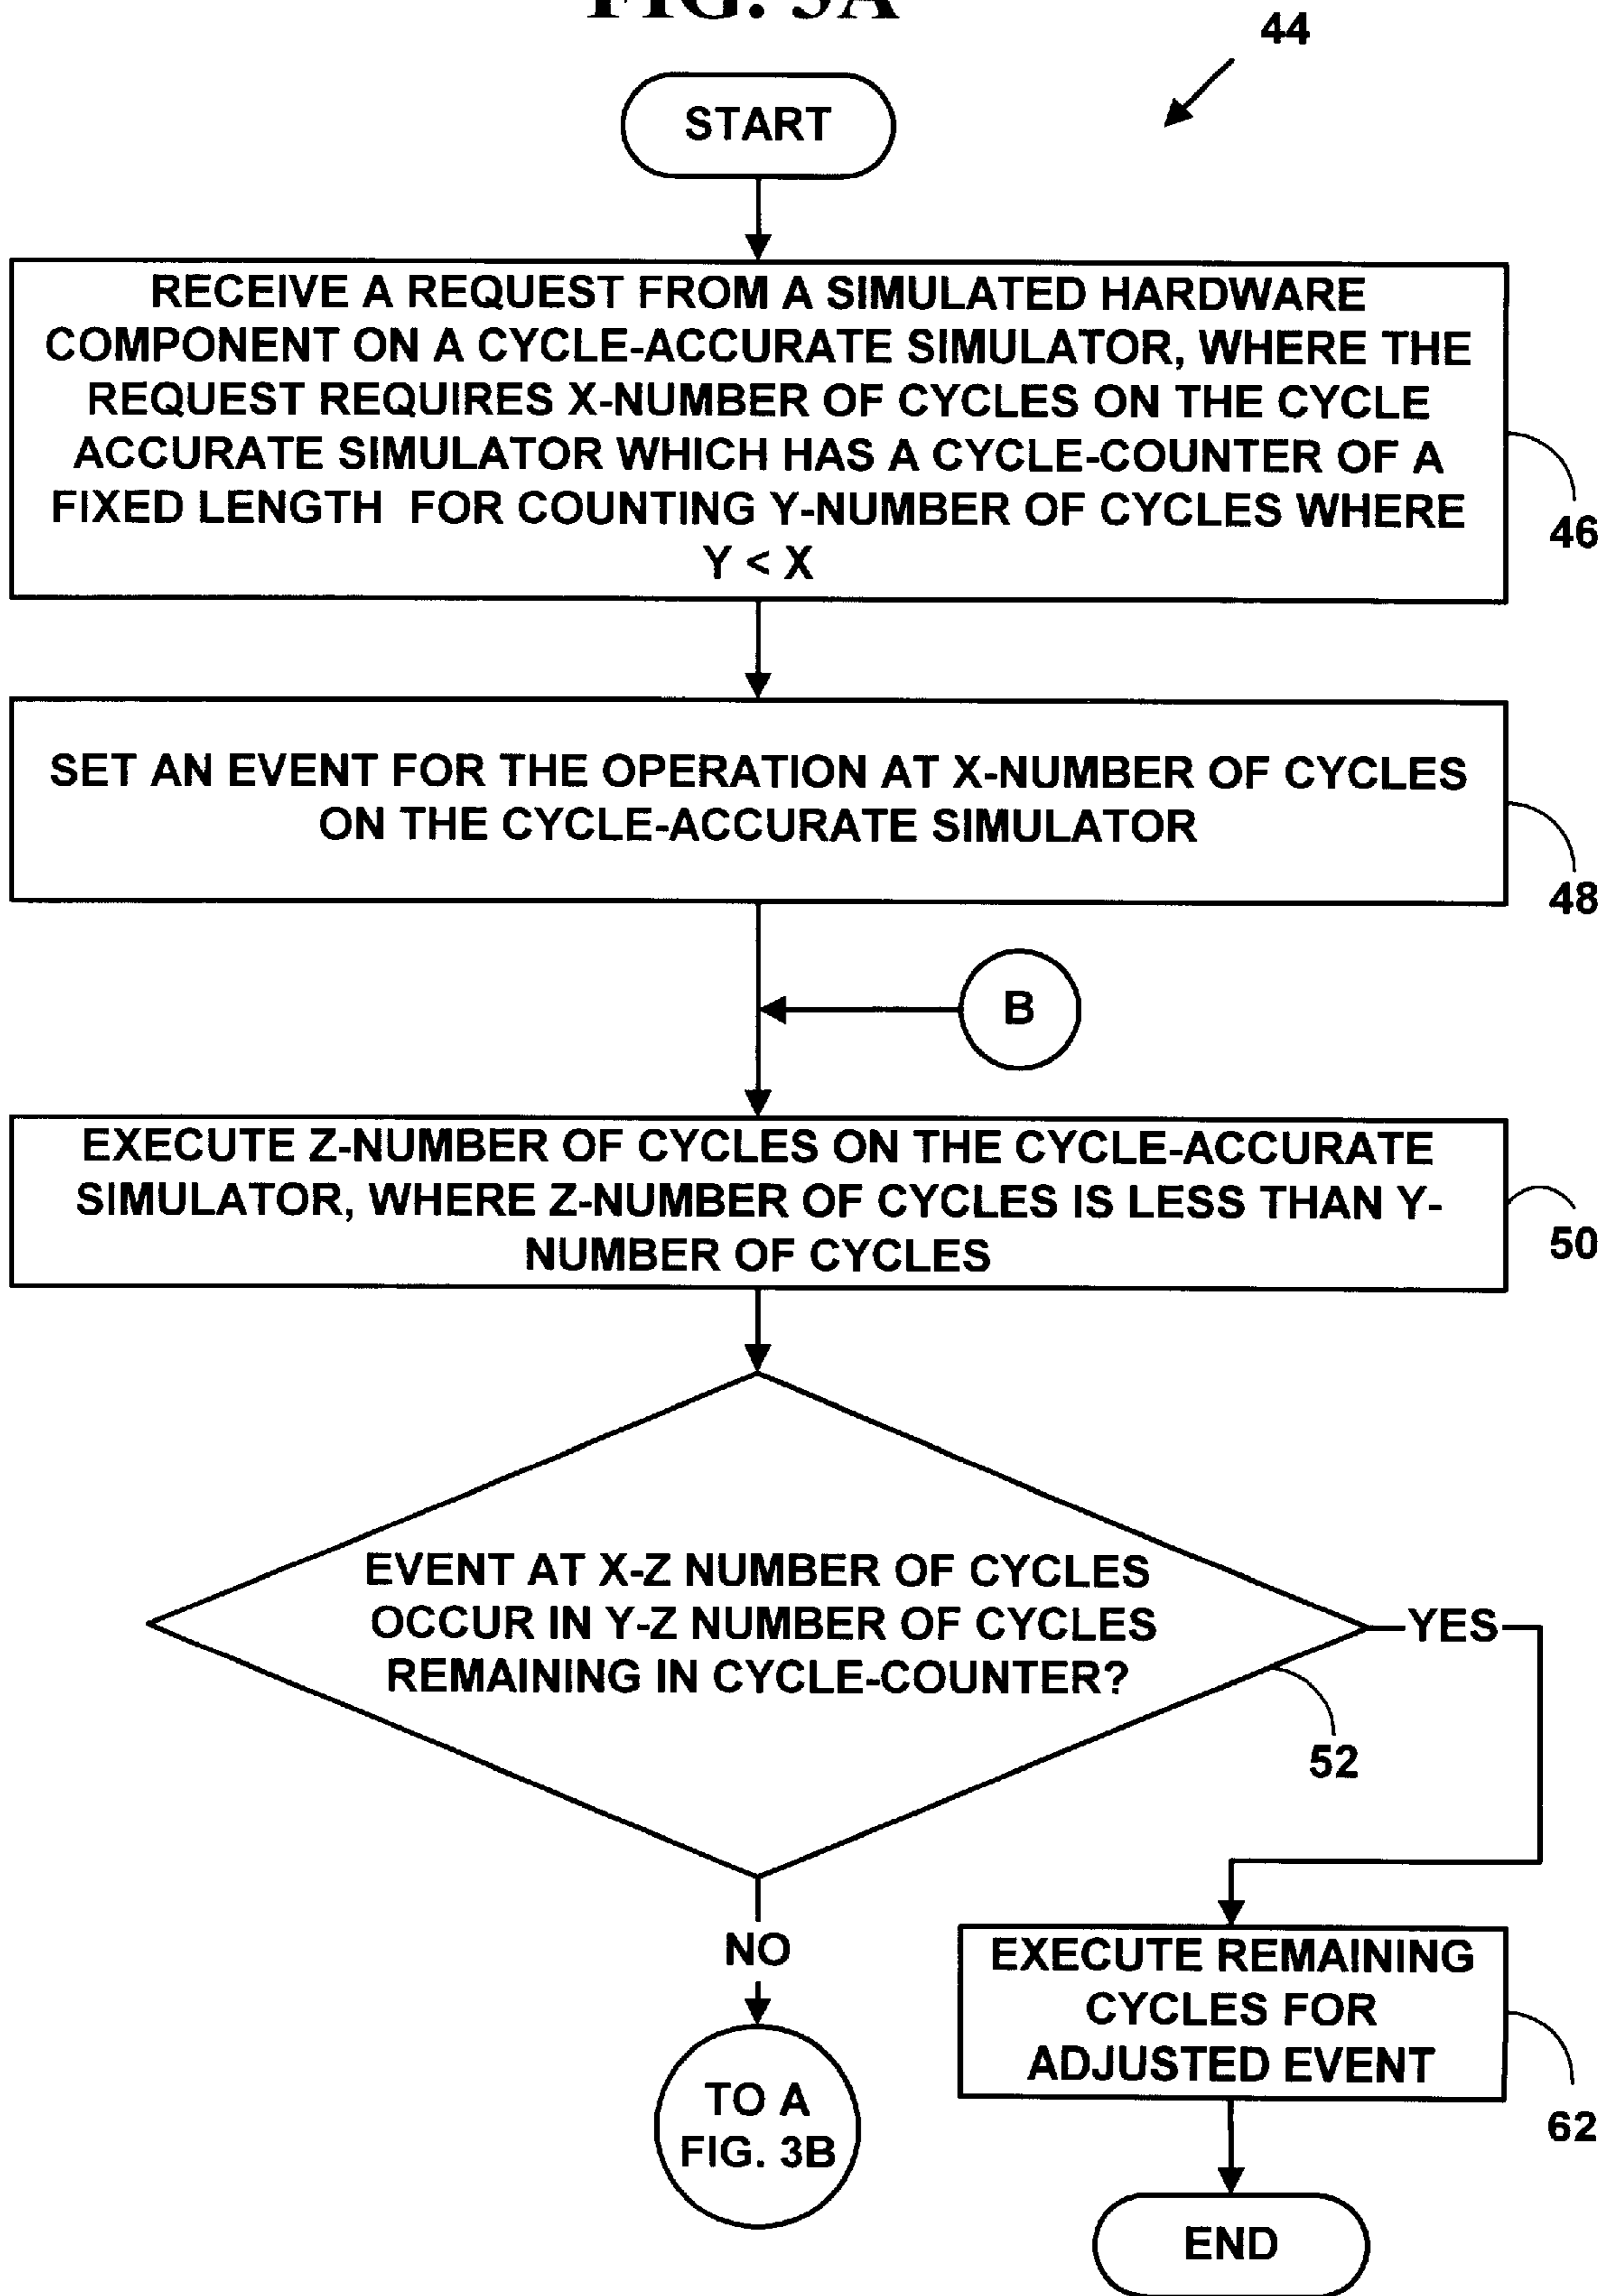 FIG. 3A
44
START
RECEIVE A REQUEST FROM A SIMULATED HARDWARE
COMPONENT ON A CYCLE-ACCURATE SIMULATOR, WHERE THE
REQUEST REQUIRES X-NUMBER OF CYCLES ON THE CYCLE
ACCURATE SIMULATOR WHICH HAS A CYCLE-COUNTER OF A
FIXED LENGTH FOR COUNTING Y-NUMBER OF CYCLES WHERE
Y < X
46
SET AN EVENT FOR THE OPERATION AT X-NUMBER OF CYCLES
ON THE CYCLE-ACCURATE SIMULATOR
48
B
EXECUTE Z-NUMBER OF CYCLES ON THE CYCLE-ACCURATE
SIMULATOR, WHERE Z-NUMBER OF CYCLES IS LESS THAN Y-
NUMBER OF CYCLES
50
EVENT AT X-Z NUMBER OF CYCLES
OCCUR IN Y-Z NUMBER OF CYCLES
REMAINING IN CYCLE-COUNTER?
YES
52
NO
EXECUTE REMAINING
CYCLES FOR
ADJUSTED EVENT
62
TO A
FIG. 3B
END